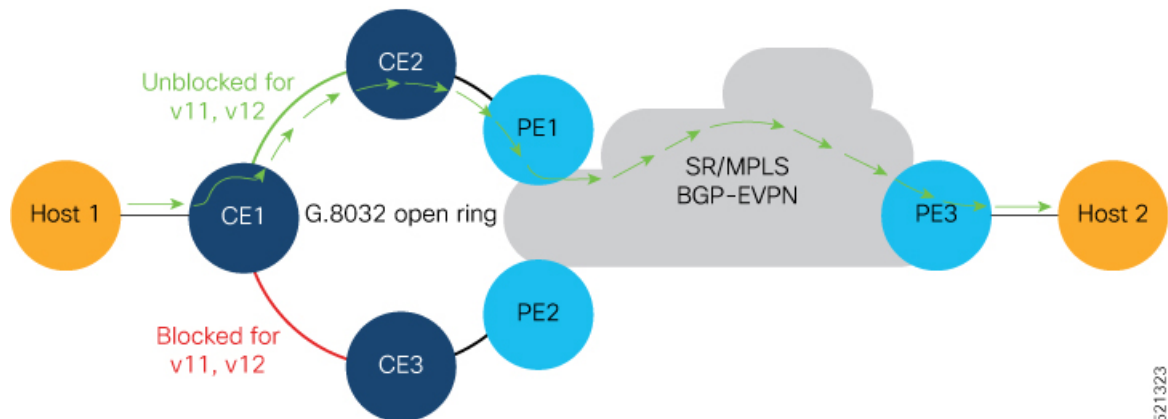 CE2
Unblocked for
v11, v12
PE1
SR/MPLS
BGP-EVPN
Host 1
CE1
G.8032 open ring
PE3
Host 2
PE2
Blocked for
v11, v12
CE3
521323